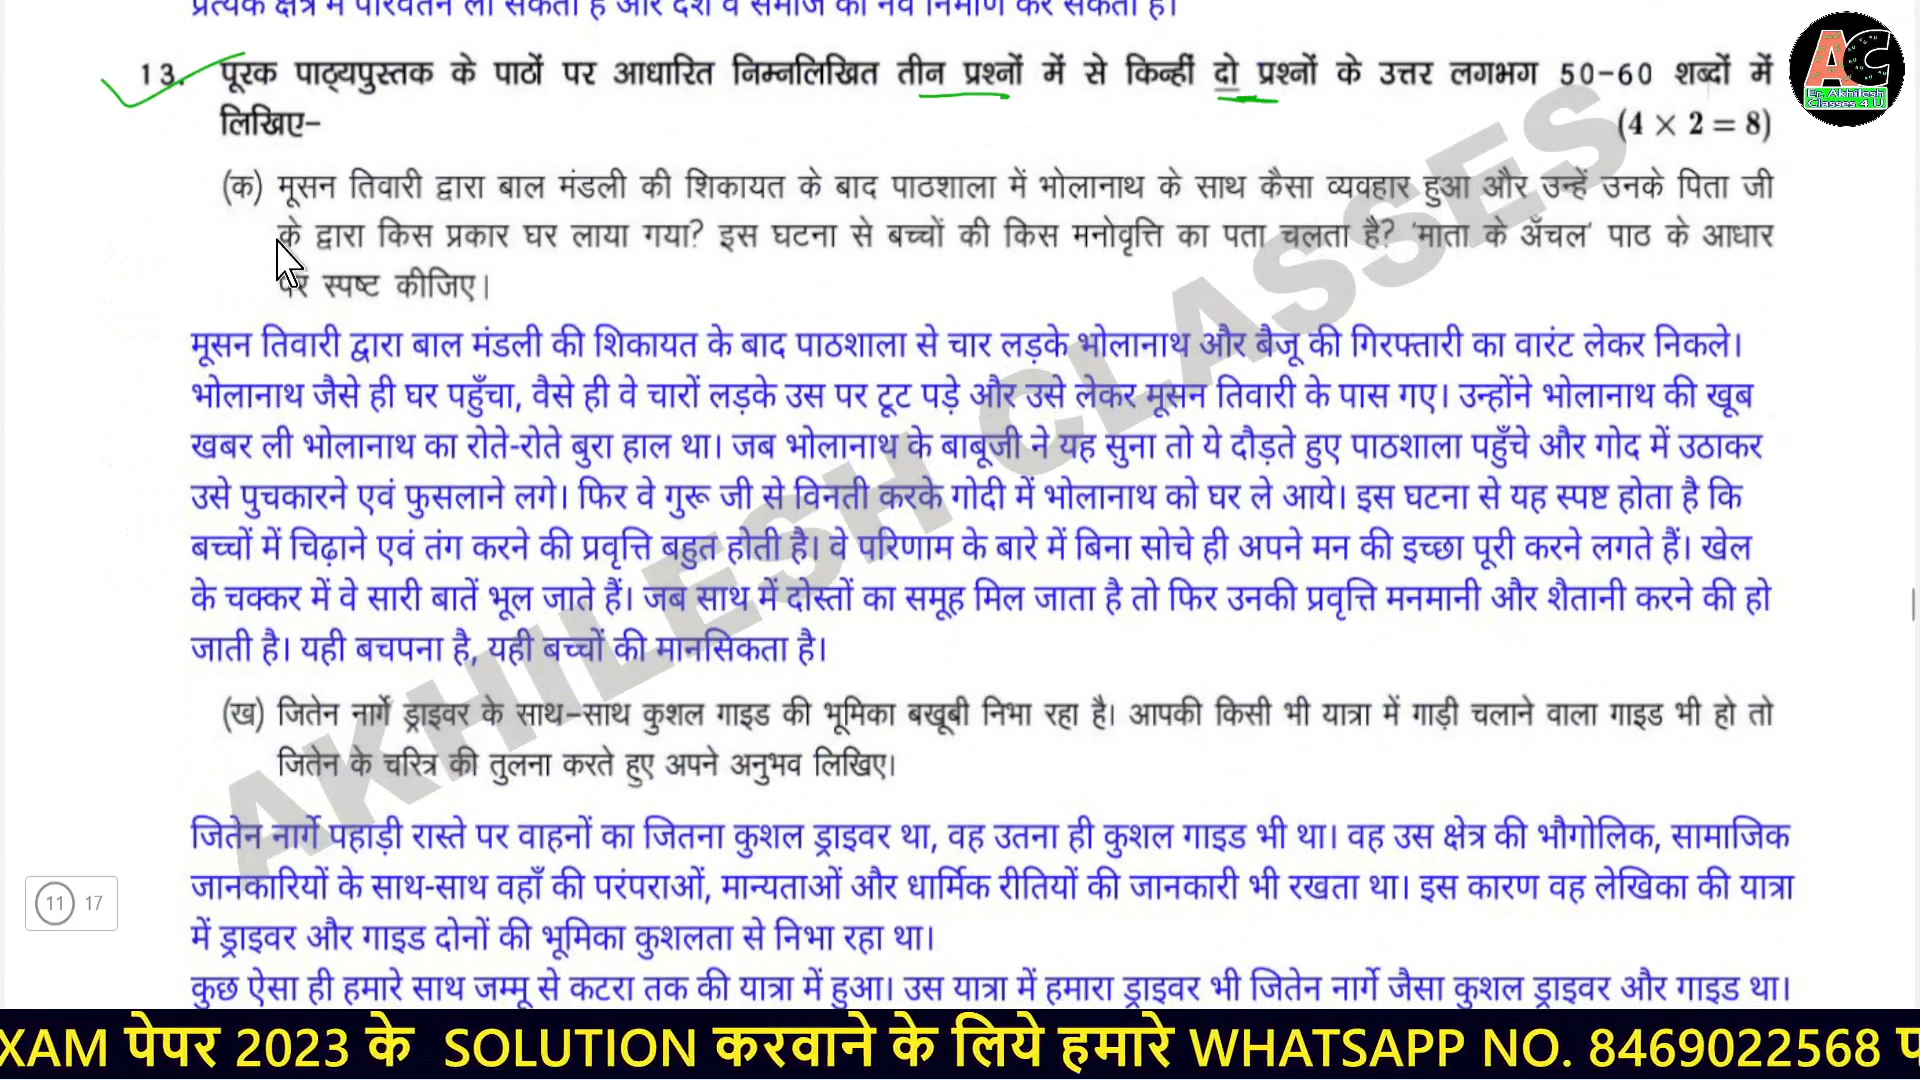 प्रत्येक क्षेत्र में परिवर्तन ला सकता है और देश व समाज का नव निर्माण कर सकता है।
13. पूरक पाठ्यपुस्तक के पाठों पर आधारित निम्नलिखित तीन प्रश्नों में से किन्हीं दो प्रश्नों के उत्तर लगभग 50-60 शब्दों में
लिखिए- (4 × 2 = 8)
AC
Er. Akhilesh
Classes 4 U
(क) मूसन तिवारी द्वारा बाल मंडली की शिकायत के बाद पाठशाला में भोलानाथ के साथ कैसा व्यवहार हुआ और उन्हें उनके पिता जी
के द्वारा किस प्रकार घर लाया गया? इस घटना से बच्चों की किस मनोवृत्ति का पता चलता है? 'माता के अँचल' पाठ के आधार
पर स्पष्ट कीजिए।
मूसन तिवारी द्वारा बाल मंडली की शिकायत के बाद पाठशाला से चार लड़के भोलानाथ और बैजू की गिरफ्तारी का वारंट लेकर निकले।
भोलानाथ जैसे ही घर पहुँचा, वैसे ही वे चारों लड़के उस पर टूट पड़े और उसे लेकर मूसन तिवारी के पास गए। उन्होंने भोलानाथ की खूब
खबर ली भोलानाथ का रोते-रोते बुरा हाल था। जब भोलानाथ के बाबूजी ने यह सुना तो ये दौड़ते हुए पाठशाला पहुँचे और गोद में उठाकर
उसे पुचकारने एवं फुसलाने लगे। फिर वे गुरू जी से विनती करके गोदी में भोलानाथ को घर ले आये। इस घटना से यह स्पष्ट होता है कि
बच्चों में चिढ़ाने एवं तंग करने की प्रवृत्ति बहुत होती है। वे परिणाम के बारे में बिना सोचे ही अपने मन की इच्छा पूरी करने लगते हैं। खेल
के चक्कर में वे सारी बातें भूल जाते हैं। जब साथ में दोस्तों का समूह मिल जाता है तो फिर उनकी प्रवृत्ति मनमानी और शैतानी करने की हो
जाती है। यही बचपना है, यही बच्चों की मानसिकता है।
(ख) जितेन नार्गे ड्राइवर के साथ-साथ कुशल गाइड की भूमिका बखूबी निभा रहा है। आपकी किसी भी यात्रा में गाड़ी चलाने वाला गाइड भी हो तो
जितेन के चरित्र की तुलना करते हुए अपने अनुभव लिखिए।
जितेन नार्गे पहाड़ी रास्ते पर वाहनों का जितना कुशल ड्राइवर था, वह उतना ही कुशल गाइड भी था। वह उस क्षेत्र की भौगोलिक, सामाजिक
जानकारियों के साथ-साथ वहाँ की परंपराओं, मान्यताओं और धार्मिक रीतियों की जानकारी भी रखता था। इस कारण वह लेखिका की यात्रा
में ड्राइवर और गाइड दोनों की भूमिका कुशलता से निभा रहा था।
कुछ ऐसा ही हमारे साथ जम्मू से कटरा तक की यात्रा में हुआ। उस यात्रा में हमारा ड्राइवर भी जितेन नार्गे जैसा कुशल ड्राइवर और गाइड था।
AKHILESH CLASSES
11 17
XAM पेपर 2023 के SOLUTION करवाने के लिये हमारे WHATSAPP NO. 8469022568 प